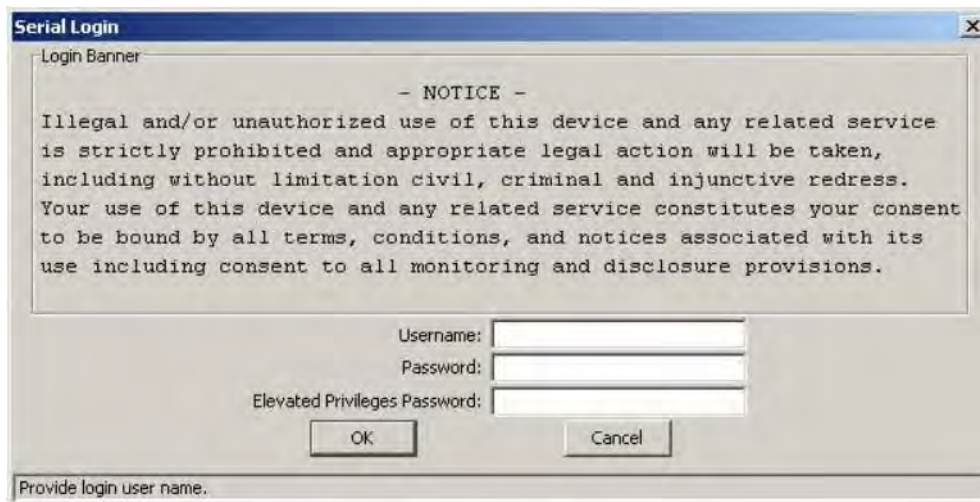 Serial Login
Login Banner
- NOTICE -
Illegal and/or unauthorized use of this device and any related service
is strictly prohibited and appropriate legal action will be taken,
including without limitation civil, criminal and injunctive redress.
Your use of this device and any related service constitutes your consent
to be bound by all terms, conditions, and notices associated with its
use including consent to all monitoring and disclosure provisions.
Username:
Password:
Elevated Privileges Password:
OK Cancel
Provide login user name.